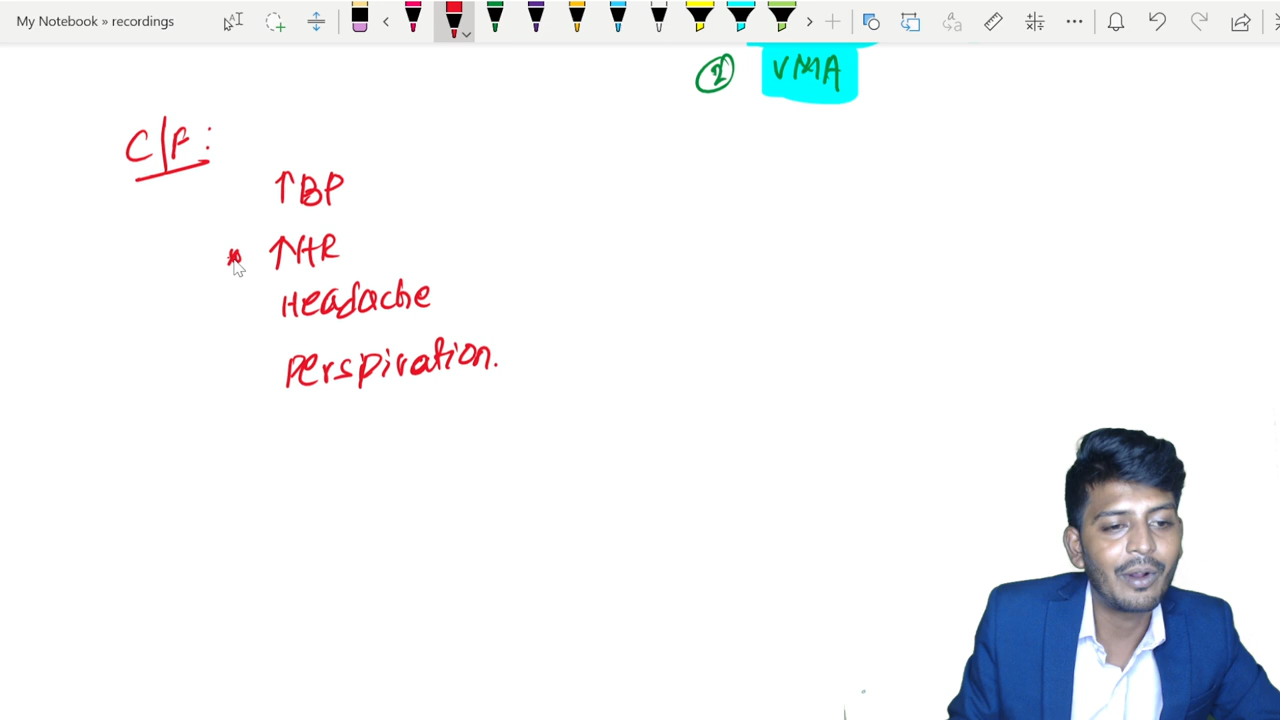 My Notebook » recordings
② VMA
C/F:
↑BP
* ↑HR
Headache
Perspiration.